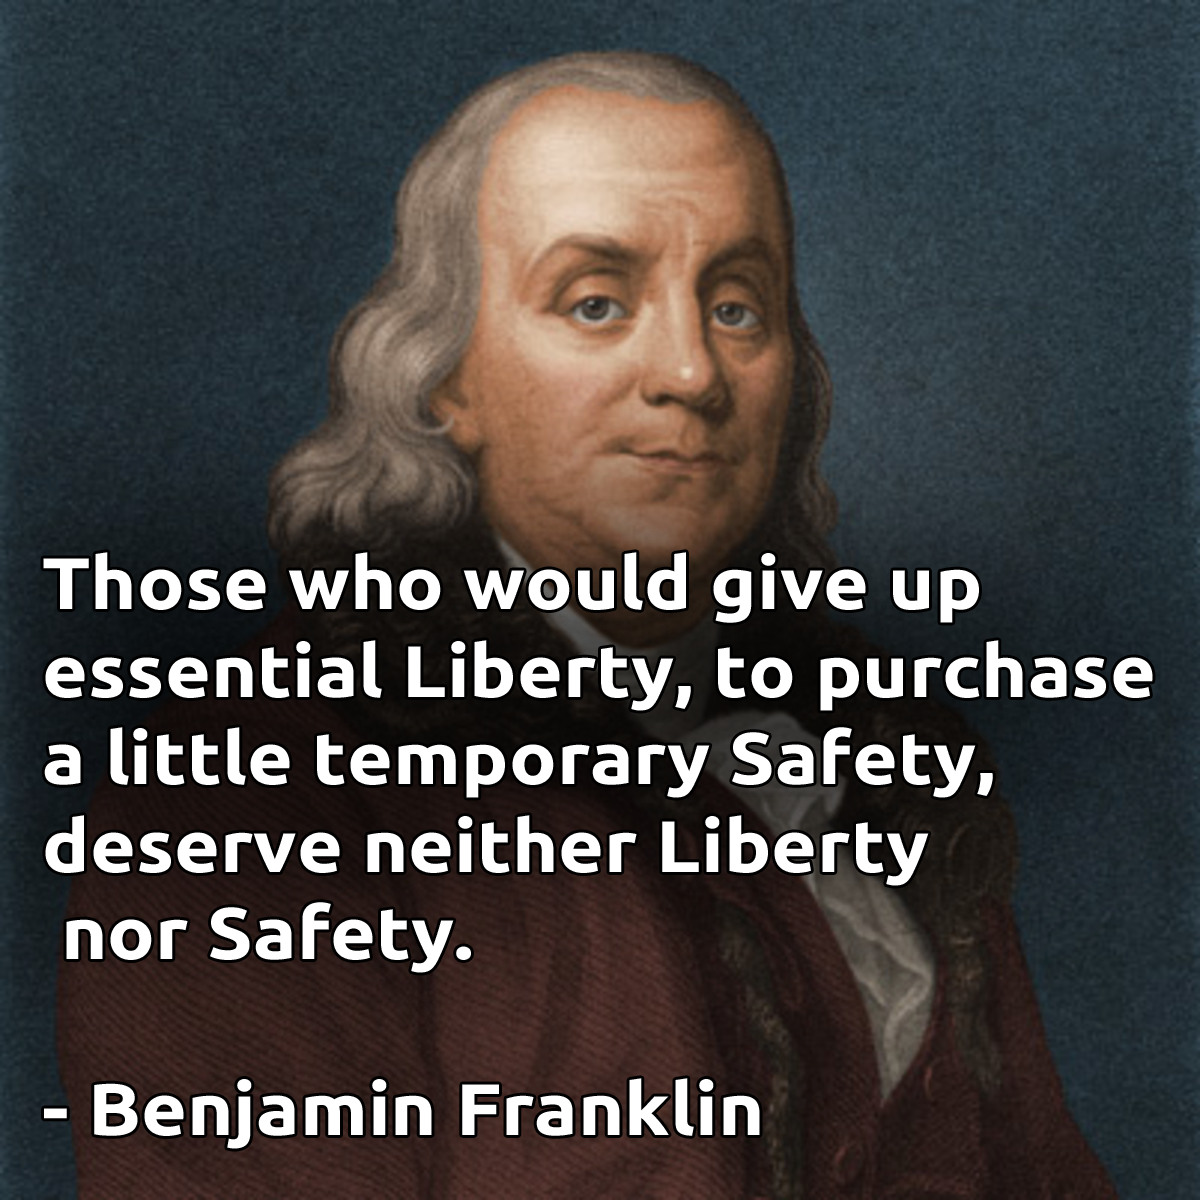 Those who would give up
essential Liberty, to purchase
a little temporary Safety,
deserve neither Liberty
nor Safety.
- Benjamin Franklin